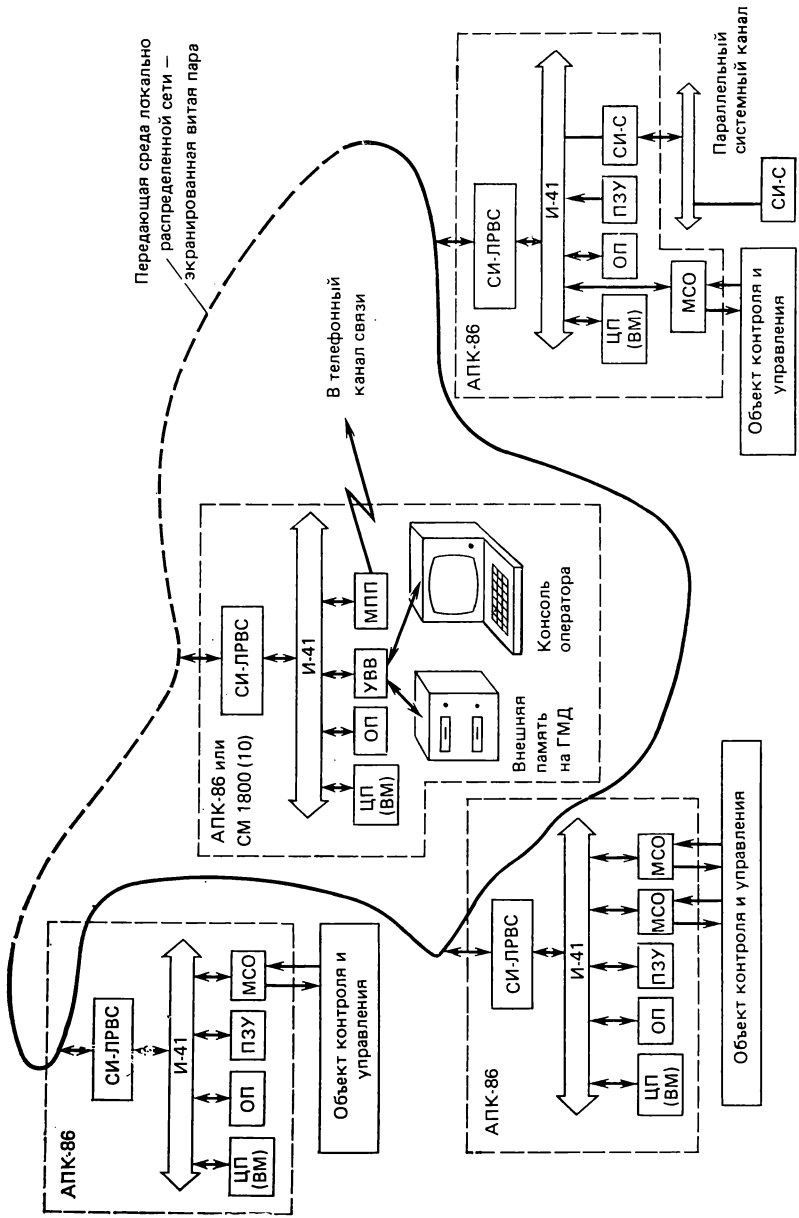 Передающая среда локально
распределенной сети —
экранированная витая пара
АПК-86
СИ-ЛРВС
И-41
ЦП
(ВМ)
ОП
ПЗУ
МСО
Объект контроля и
управления
АПК-86 или
СМ 1800 (10)
СИ-ЛРВС
И-41
ЦП
(ВМ)
ОП
УВВ
МПП
В телефонный
канал связи
Внешняя
память
на ГМД
Консоль
оператора
АПК-86
СИ-ЛРВС
И-41
ЦП
(ВМ)
ОП
ПЗУ
МСО
МСО
Объект контроля и управления
АПК-86
СИ-ЛРВС
И-41
ЦП
(ВМ)
МСО
ОП
ПЗУ
СИ-С
Параллельный
системный канал
СИ-С
Объект контроля и
управления